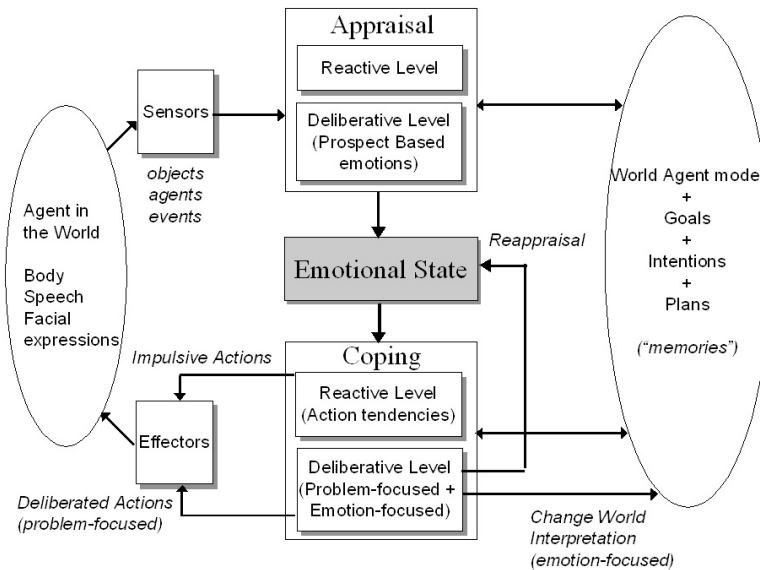 Appraisal
Reactive Level
Deliberative Level
(Prospect Based
emotions)
Sensors
objects
agents
events
Agent in
the World
Body
Speech
Facial
expressions
World Agent mode
+
Goals
+
Intentions
+
Plans
("memories")
Reappraisal
Emotional State
Coping
Impulsive Actions
Reactive Level
(Action tendencies)
Effectors
Deliberative Level
(Problem-focused +
Emotion-focused)
Deliberated Actions
(problem-focused)
Change World
Interpretation
(emotion-focused)